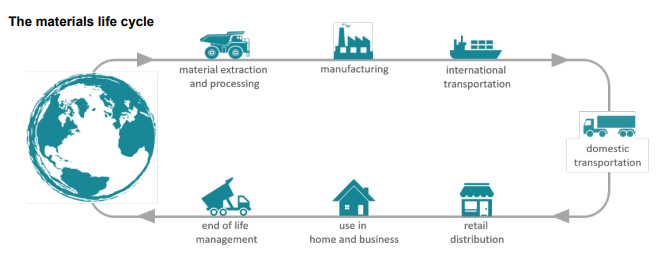 The materials life cycle
material extraction
and processing
manufacturing
international
transportation
domestic
transportation
retail
distribution
use in
home and business
end of life
management